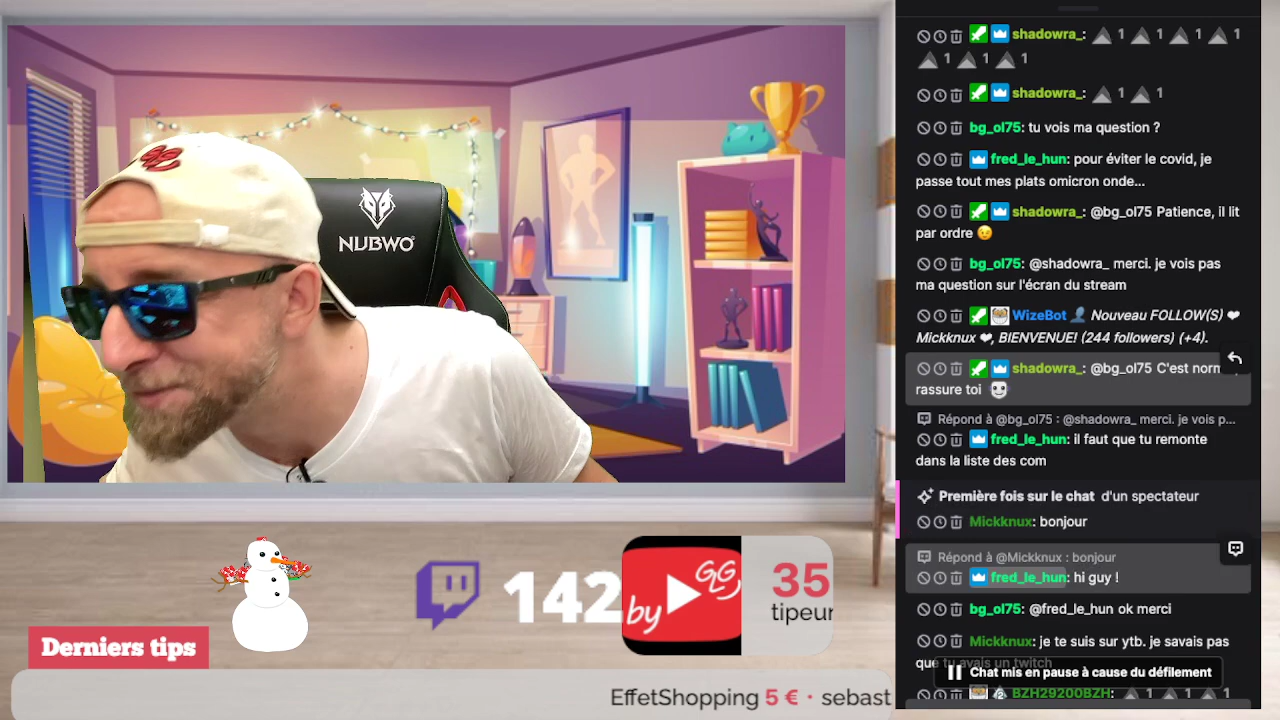 NUBWO
142
by GG
35
tipeur
Derniers tips
EffetShopping 5 € · sebast
shadowra_: 1 1 1 1
1 1 1
shadowra_: 1 1
bg_ol75: tu vois ma question ?
fred_le_hun: pour éviter le covid, je
passe tout mes plats omicron onde...
shadowra_: @bg_ol75 Patience, il lit
par ordre 😉
bg_ol75: @shadowra_ merci. je vois pas
ma question sur l'écran du stream
WizeBot 👤 Nouveau FOLLOW(S) ❤
Mickknux ❤, BIENVENUE! (244 followers) (+4).
shadowra_: @bg_ol75 C'est norm
rassure toi
Répond à @bg_ol75 : @shadowra_ merci. je vois p...
fred_le_hun: il faut que tu remonte
dans la liste des com
Première fois sur le chat d'un spectateur
Mickknux: bonjour
Répond à @Mickknux : bonjour
fred_le_hun: hi guy !
bg_ol75: @fred_le_hun ok merci
Mickknux: je te suis sur ytb. je savais pas
que tu avais un twitch
Chat mis en pause à cause du défilement
BZH29200BZH: 1 1 1